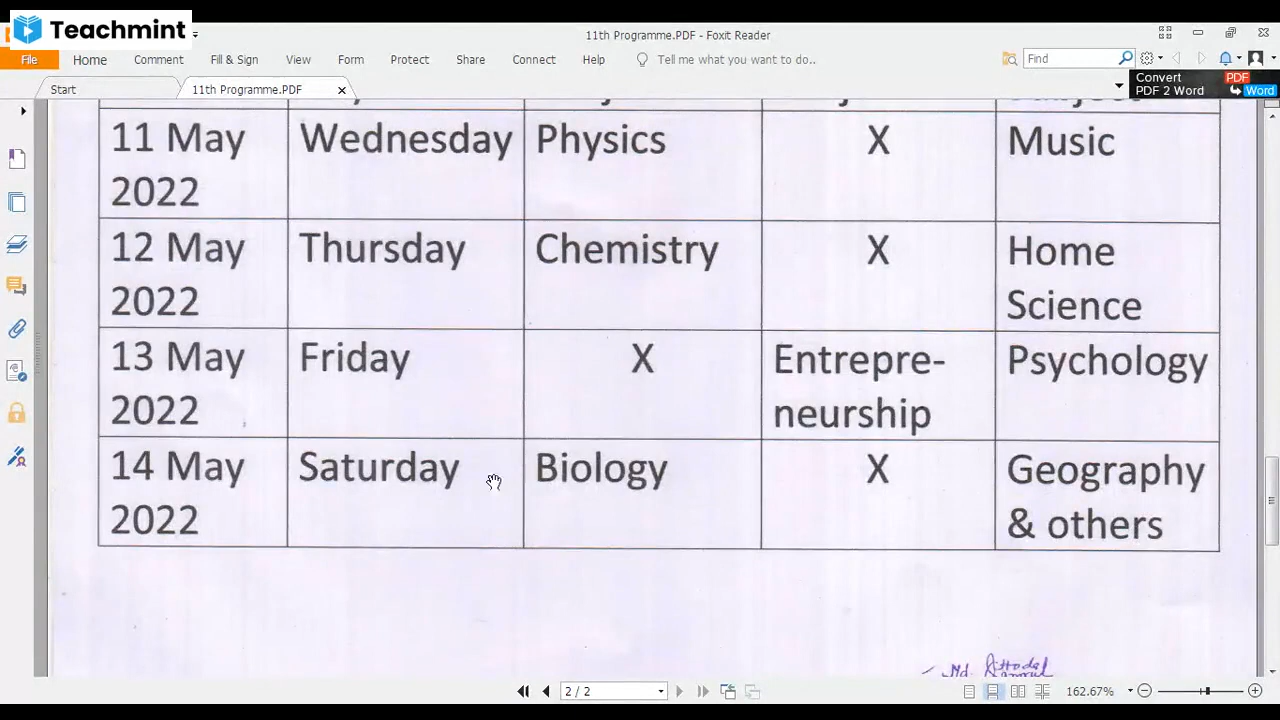 Teachmint
11th Programme.PDF - Foxit Reader
File Home Comment Fill & Sign View Form Protect Share Connect Help Tell me what you want to do.. Find
Start 11th Programme.PDF
Convert PDF
PDF 2 Word Word
11 May 2022 Wednesday Physics X Music
12 May 2022 Thursday Chemistry X Home Science
13 May 2022 Friday X Entrepre-neurship Psychology
14 May 2022 Saturday Biology X Geography & others
2 / 2 162.67%